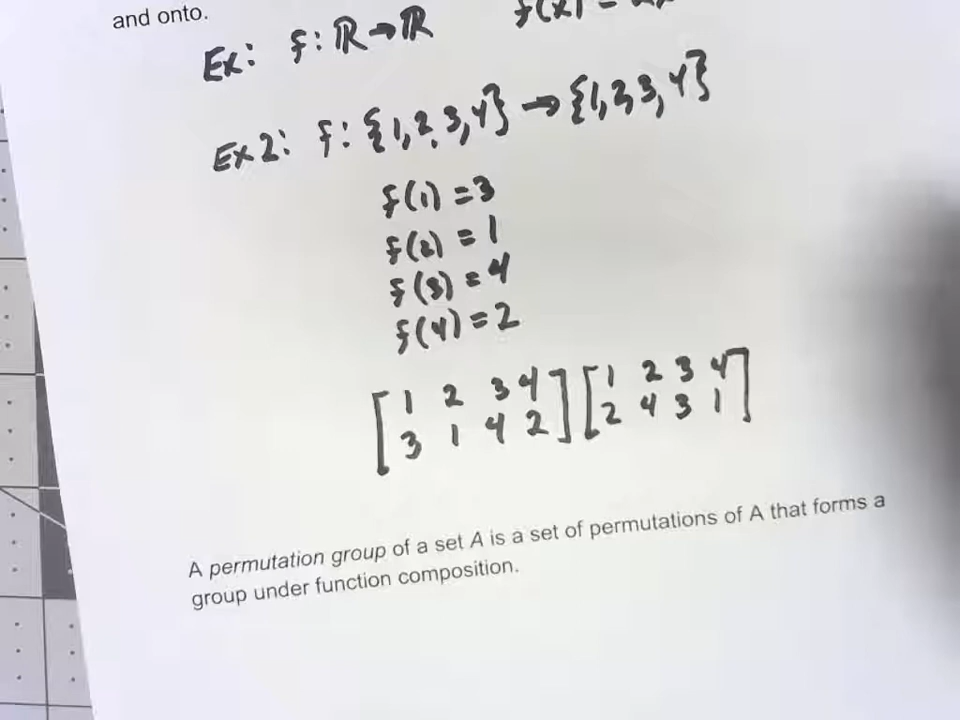 and onto.
Ex: f: ℝ→ℝ
Ex 2: f: {1,2,3,4} → {1,2,3,4}
f(1) = 3
f(2) = 1
f(3) = 4
f(4) = 2
[1 2 3 4] [1 2 3 4]
[3 1 4 2] [2 4 3 1]
A permutation group of a set A is a set of permutations of A that forms a
group under function composition.